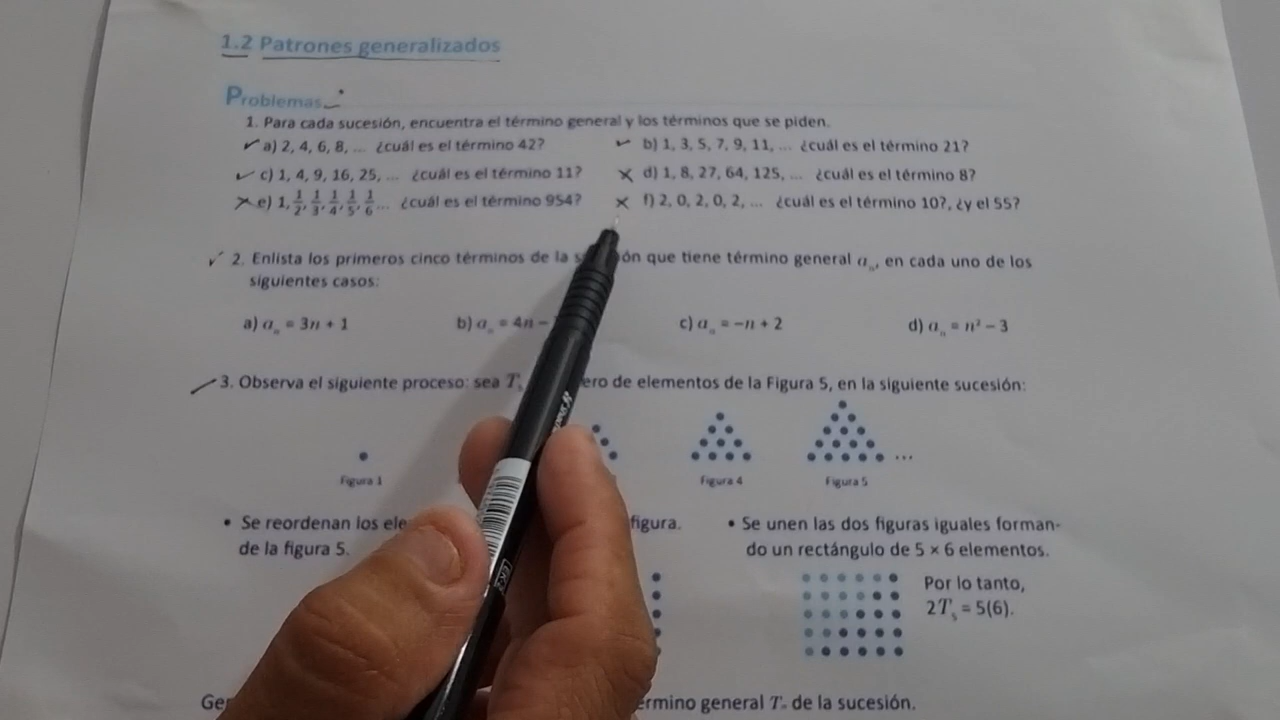 1.2 Patrones generalizados
Problemas
1. Para cada sucesión, encuentra el término general y los términos que se piden.
a) 2, 4, 6, 8, ... ¿cuál es el término 42? b) 1, 3, 5, 7, 9, 11, ... ¿cuál es el término 21?
c) 1, 4, 9, 16, 25, ... ¿cuál es el término 11? d) 1, 8, 27, 64, 125, ... ¿cuál es el término 8?
e) 1, 1/2, 1/3, 1/4, 1/5, 1/6 ... ¿cuál es el término 954? f) 2, 0, 2, 0, 2, ... ¿cuál es el término 10?, ¿y el 55?
2. Enlista los primeros cinco términos de la que tiene término general aₙ, en cada uno de los
siguientes casos:
a) aₙ = 3n + 1 b) aₙ = 4n − c) aₙ = −n + 2 d) aₙ = n² − 3
3. Observa el siguiente proceso: sea T₅ de elementos de la Figura 5, en la siguiente sucesión:
...
Figura 1 Figura 4 Figura 5
• Se reordenan los figura.
de la figura 5.
• Se unen las dos figuras iguales forman-
do un rectángulo de 5 × 6 elementos.
Por lo tanto,
2T₅ = 5(6).
general Tₙ de la sucesión.